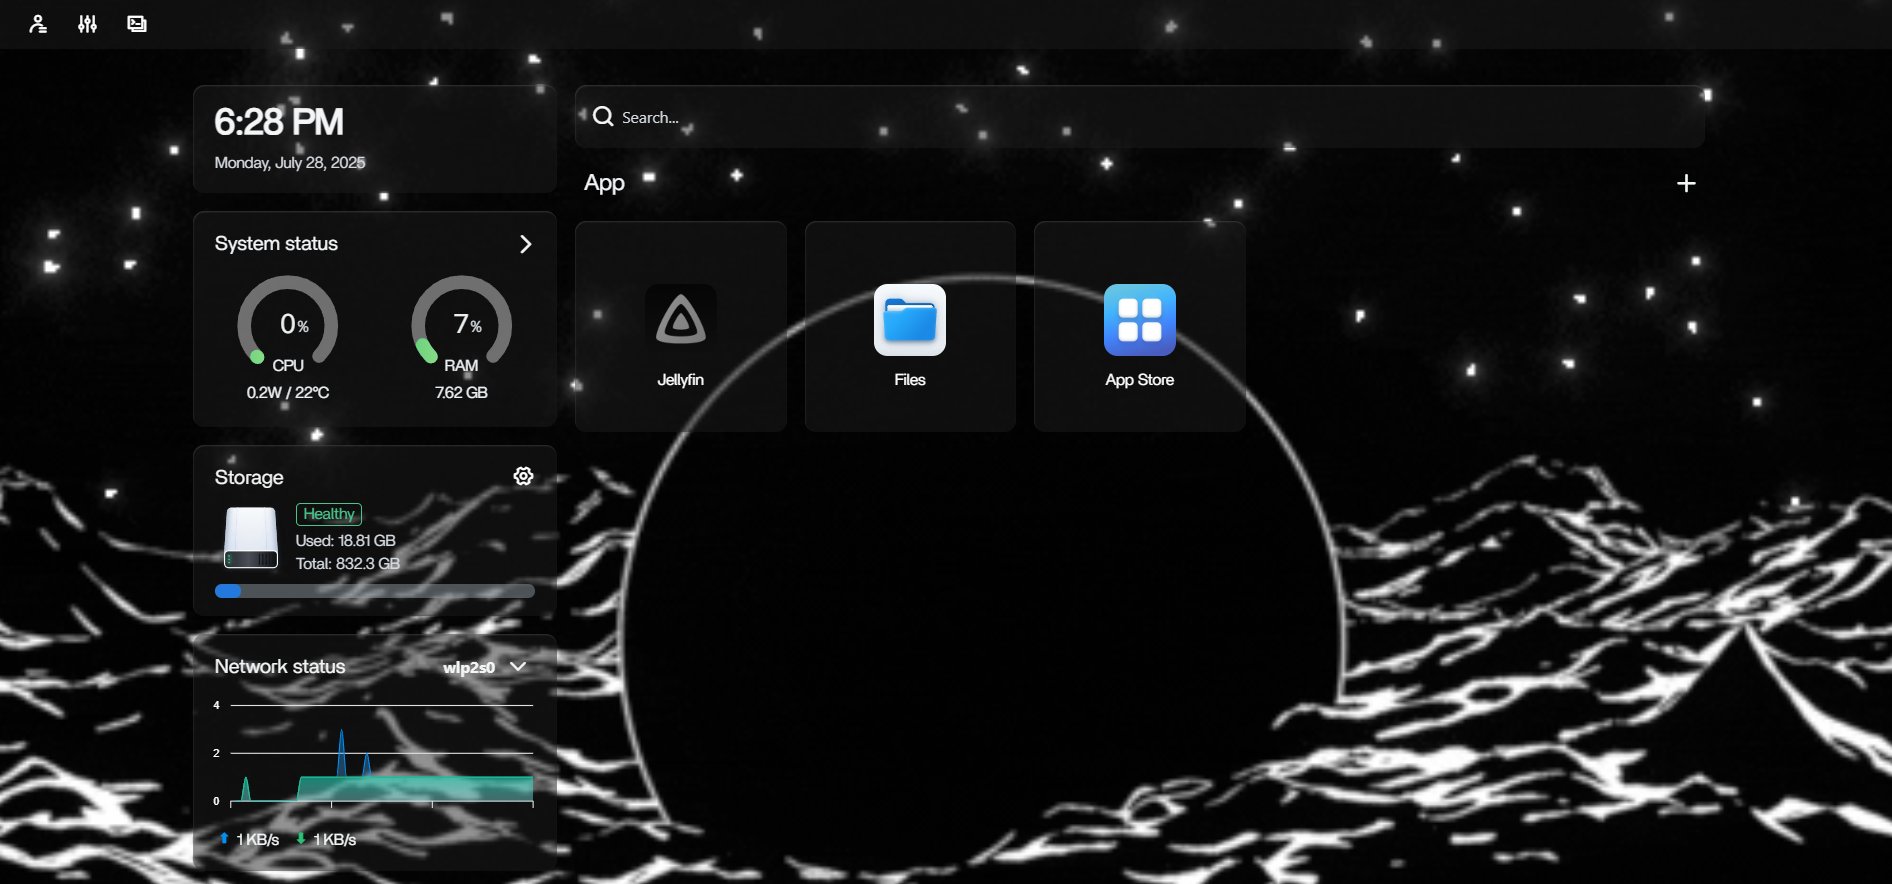 6:28 PM
Monday, July 28, 2025
System status
0%
CPU
0.2W / 22°C
7%
RAM
7.62 GB
Storage
Healthy
Used: 18.81 GB
Total: 832.3 GB
Network status
wlp2s0
4
2
0
1 KB/s
1 KB/s
Search...
App
Jellyfin
Files
App Store